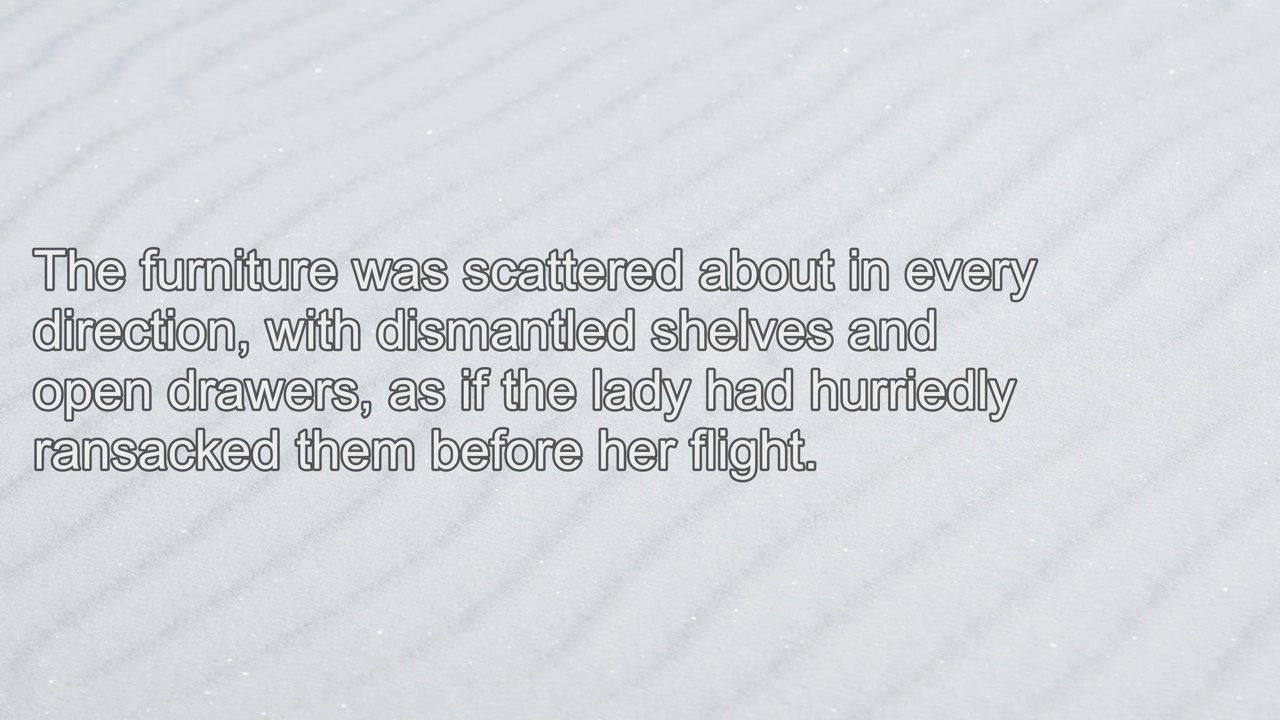 The furniture was scattered about in every
direction, with dismantled shelves and
open drawers, as if the lady had hurriedly
ransacked them before her flight.